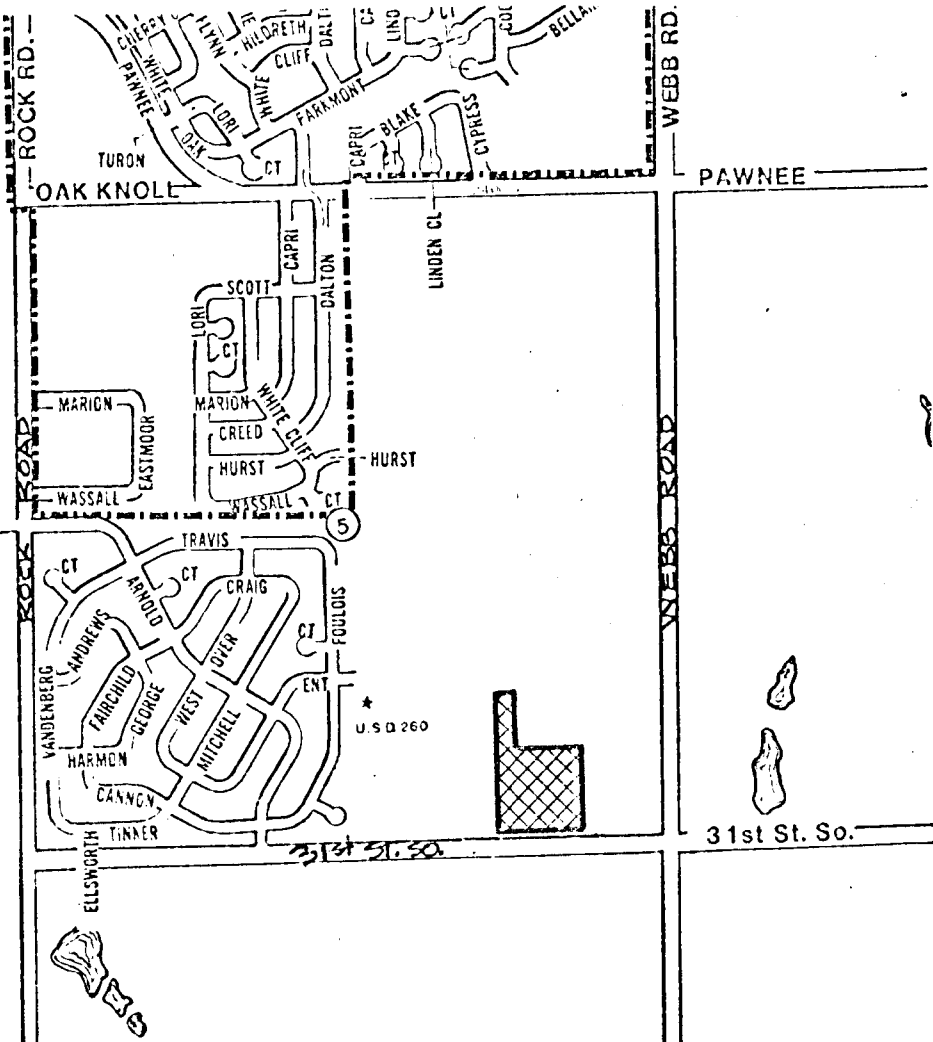 ROCK RD.
CHERRY
FLYNN
HILDRETH
CLIFF
DALT
LIND
CT
BELLAI
WEBB RD.
PAWNEE
WHITE
LORI
WHITE
PARKMONT
OAK
CT
TURON
CAPRI
BLAKE
CT
CYPRESS
OAK KNOLL
PAWNEE
LINDEN CL
CAPRI
DALTON
SCOTT
LORI
CT
MARION
EASTMOOR
WASSALL
MARION
CREED
WHITE CLIFF
HURST
HURST
WASSALL
CT
5
ROCK ROAD
WEBB ROAD
TRAVIS
CT
ARNOLD
CT
CRAIG
FOULOIS
CT
ANDREWS
OVER
WEST
ENT
VANDENBERG
FAIRCHILD
GEORGE
MITCHELL
U.S.D. 260
HARMON
CANNON
TINKER
31st St. So.
31st ST. SO.
ELLSWORTH